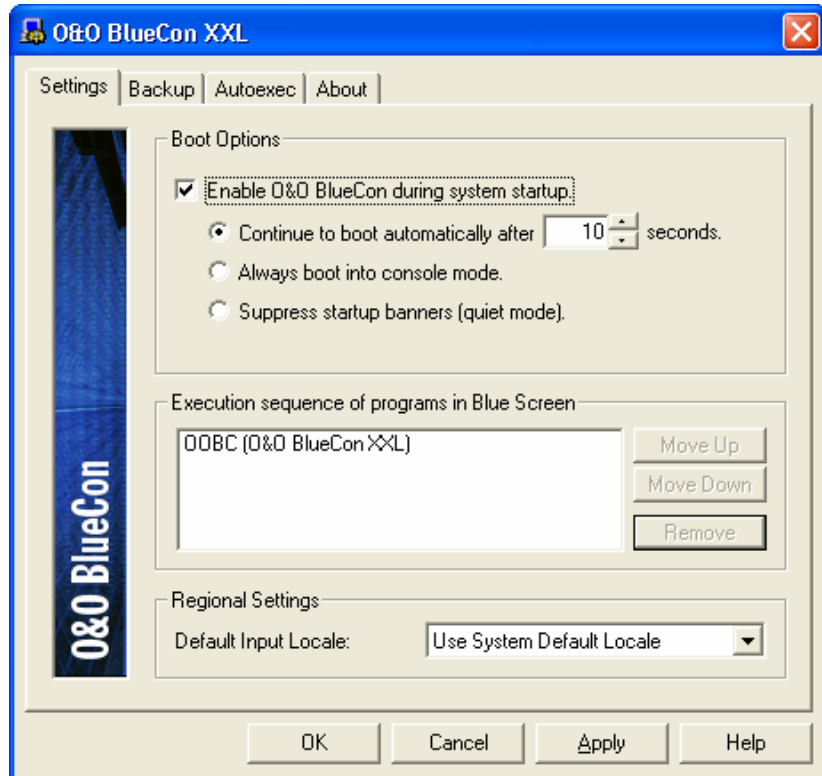 O&O BlueCon XXL
Settings Backup Autoexec About
O&O BlueCon
Boot Options
Enable O&O BlueCon during system startup.
Continue to boot automatically after 10 seconds.
Always boot into console mode.
Suppress startup banners (quiet mode).
Execution sequence of programs in Blue Screen
OOBC (O&O BlueCon XXL)
Move Up
Move Down
Remove
Regional Settings
Default Input Locale: Use System Default Locale
OK Cancel Apply Help